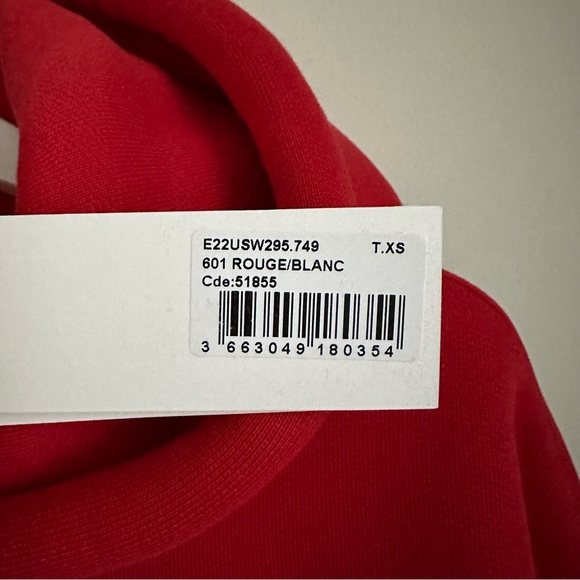 E22USW295.749 T.XS
601 ROUGE/BLANC
Cde:51855
3 663049 180354